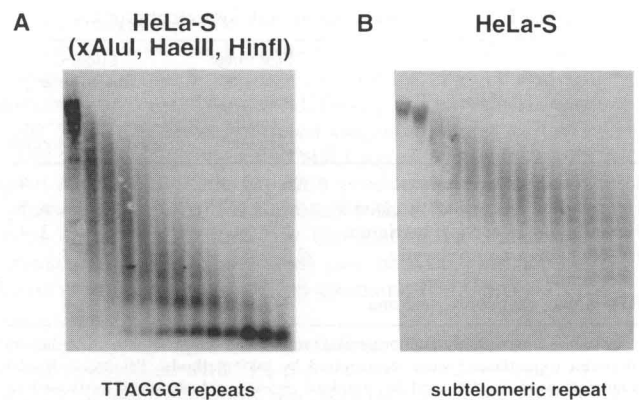 A
HeLa-S
(xAluI, HaeIII, HinfI)
TTAGGG repeats
B
HeLa-S
subtelomeric repeat